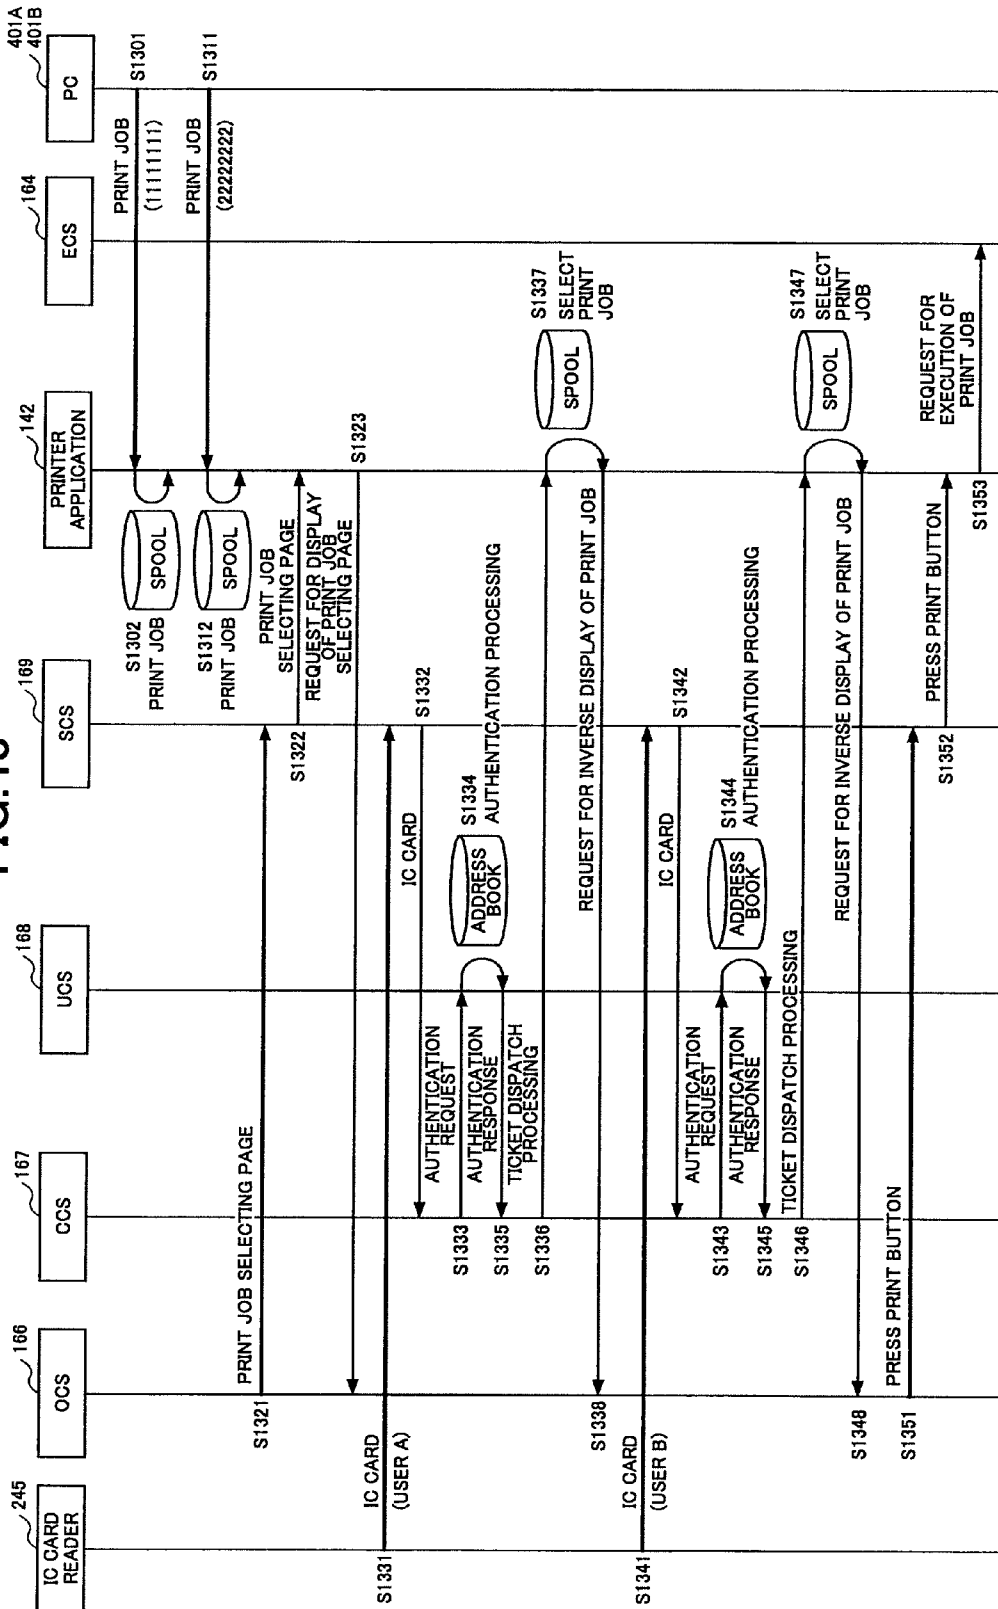 FIG.13
IC CARD
READER
245
OCS
166
CCS
167
UCS
168
SCS
169
PRINTER
APPLICATION
142
ECS
164
PC
401A
401B
PRINT JOB
(11111111)
S1301
S1302
PRINT JOB
SPOOL
PRINT JOB
(22222222)
S1311
S1312
PRINT JOB
SPOOL
S1321
PRINT JOB SELECTING PAGE
S1322
PRINT JOB
SELECTING PAGE
REQUEST FOR DISPLAY
OF PRINT JOB
SELECTING PAGE
S1323
S1331
IC CARD
(USER A)
IC CARD
S1332
AUTHENTICATION
REQUEST
S1333
ADDRESS
BOOK
S1334
AUTHENTICATION PROCESSING
AUTHENTICATION
RESPONSE
S1335
TICKET DISPATCH
PROCESSING
S1336
SPOOL
S1337
SELECT
PRINT
JOB
S1338
REQUEST FOR INVERSE DISPLAY OF PRINT JOB
S1341
IC CARD
(USER B)
IC CARD
S1342
AUTHENTICATION
REQUEST
S1343
ADDRESS
BOOK
S1344
AUTHENTICATION PROCESSING
AUTHENTICATION
RESPONSE
S1345
TICKET DISPATCH PROCESSING
S1346
SPOOL
S1347
SELECT
PRINT
JOB
S1348
REQUEST FOR INVERSE DISPLAY OF PRINT JOB
S1351
PRESS PRINT BUTTON
S1352
PRESS PRINT BUTTON
S1353
REQUEST FOR
EXECUTION OF
PRINT JOB